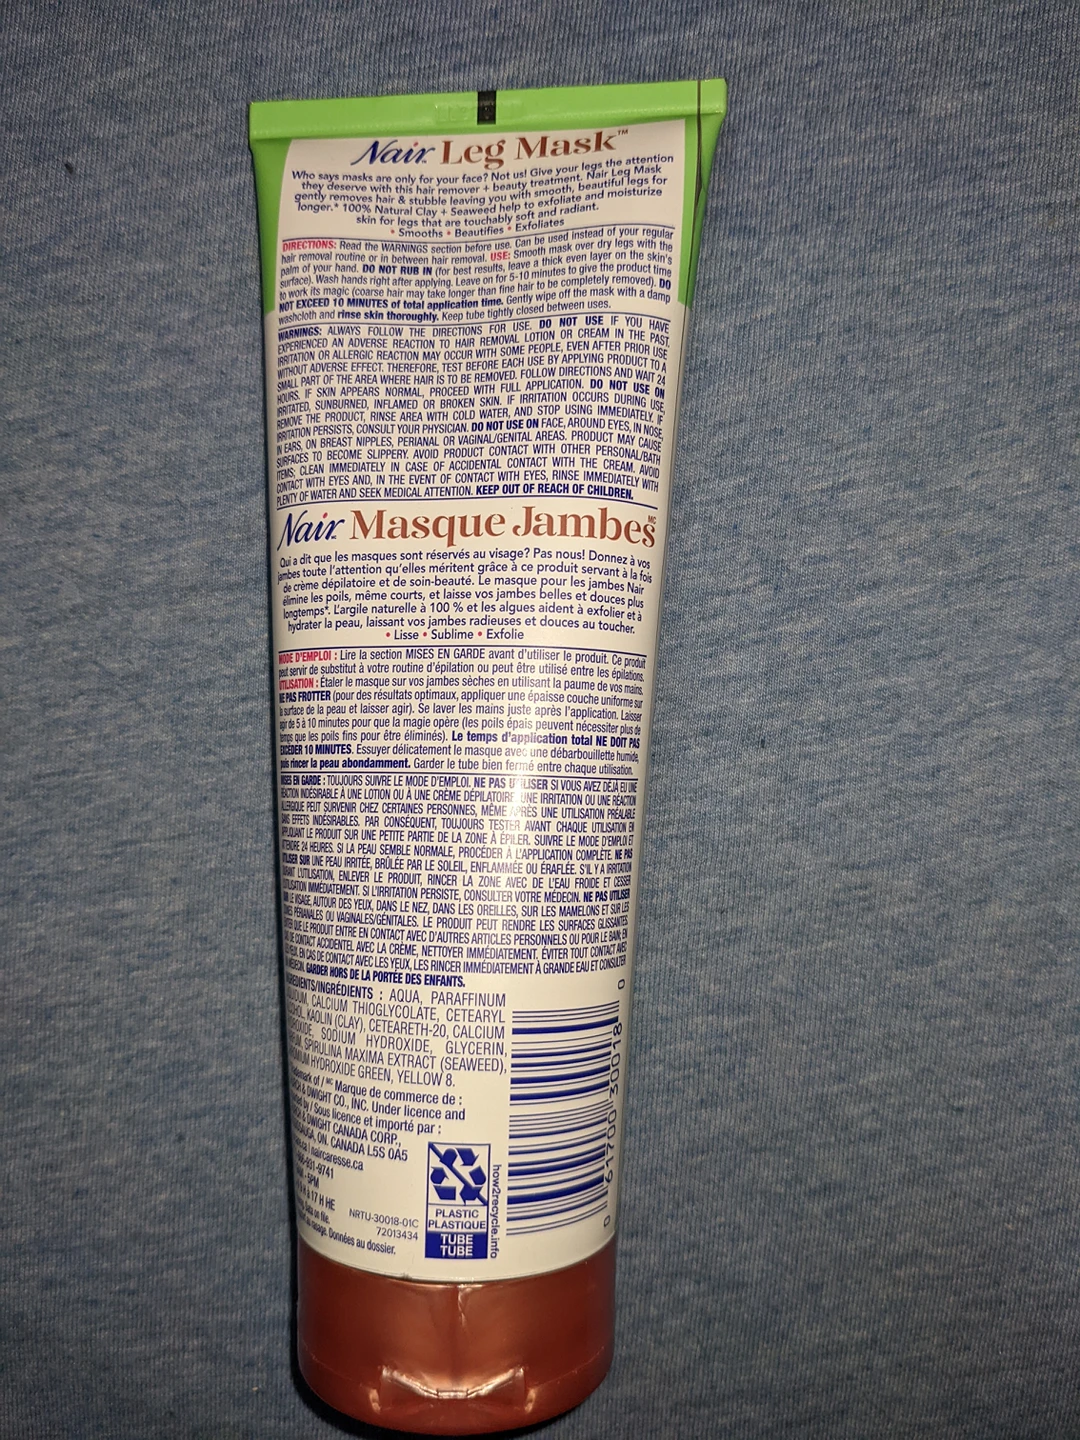 Nair Leg Mask™
Who says masks are only for your face? Not us! Give your legs the attention
they deserve with this hair remover + beauty treatment. Nair Leg Mask
gently removes hair & stubble leaving you with smooth, beautiful legs for
longer.* 100% Natural Clay + Seaweed help to exfoliate and moisturize
skin for legs that are touchably soft and radiant.
• Smooths • Beautifies • Exfoliates
DIRECTIONS: Read the WARNINGS section before use. Can be used instead of your regular
hair removal routine or in between hair removal. USE: Smooth mask over dry legs with the
palm of your hand. DO NOT RUB IN (for best results, leave a thick even layer on the skin's
surface). Wash hands right after applying. Leave on for 5-10 minutes to give the product time
to work its magic (coarse hair may take longer than fine hair to be completely removed). DO
NOT EXCEED 10 MINUTES of total application time. Gently wipe off the mask with a damp
washcloth and rinse skin thoroughly. Keep tube tightly closed between uses.
WARNINGS: ALWAYS FOLLOW THE DIRECTIONS FOR USE. DO NOT USE IF YOU HAVE
EXPERIENCED AN ADVERSE REACTION TO HAIR REMOVAL LOTION OR CREAM IN THE PAST.
IRRITATION OR ALLERGIC REACTION MAY OCCUR WITH SOME PEOPLE, EVEN AFTER PRIOR USE
WITHOUT ADVERSE EFFECT. THEREFORE, TEST BEFORE EACH USE BY APPLYING PRODUCT TO A
SMALL PART OF THE AREA WHERE HAIR IS TO BE REMOVED. FOLLOW DIRECTIONS AND WAIT 24
HOURS. IF SKIN APPEARS NORMAL, PROCEED WITH FULL APPLICATION. DO NOT USE ON
IRRITATED, SUNBURNED, INFLAMED OR BROKEN SKIN. IF IRRITATION OCCURS DURING USE,
REMOVE THE PRODUCT, RINSE AREA WITH COLD WATER, AND STOP USING IMMEDIATELY. IF
IRRITATION PERSISTS, CONSULT YOUR PHYSICIAN. DO NOT USE ON FACE, AROUND EYES, IN NOSE,
IN EARS, ON BREAST NIPPLES, PERIANAL OR VAGINAL/GENITAL AREAS. PRODUCT MAY CAUSE
SURFACES TO BECOME SLIPPERY. AVOID PRODUCT CONTACT WITH OTHER PERSONAL/BATH
ITEMS; CLEAN IMMEDIATELY IN CASE OF ACCIDENTAL CONTACT WITH THE CREAM. AVOID
CONTACT WITH EYES AND, IN THE EVENT OF CONTACT WITH EYES, RINSE IMMEDIATELY WITH
PLENTY OF WATER AND SEEK MEDICAL ATTENTION. KEEP OUT OF REACH OF CHILDREN.
Nair Masque Jambes MC
Qui a dit que les masques sont réservés au visage? Pas nous! Donnez à vos
jambes toute l'attention qu'elles méritent grâce à ce produit servant à la fois
de crème dépilatoire et de soin-beauté. Le masque pour les jambes Nair
élimine les poils, même courts, et laisse vos jambes belles et douces plus
longtemps*. L'argile naturelle à 100 % et les algues aident à exfolier et à
hydrater la peau, laissant vos jambes radieuses et douces au toucher.
• Lisse • Sublime • Exfolie
MODE D'EMPLOI : Lire la section MISES EN GARDE avant d'utiliser le produit. Ce produit
peut servir de substitut à votre routine d'épilation ou peut être utilisé entre les épilations.
UTILISATION : Étaler le masque sur vos jambes sèches en utilisant la paume de vos mains.
NE PAS FROTTER (pour des résultats optimaux, appliquer une épaisse couche uniforme sur
la surface de la peau et laisser agir). Se laver les mains juste après l'application. Laisser
agir de 5 à 10 minutes pour que la magie opère (les poils épais peuvent nécessiter plus de
temps que les poils fins pour être éliminés). Le temps d'application total NE DOIT PAS
EXCÉDER 10 MINUTES. Essuyer délicatement le masque avec une débarbouillette humide,
puis rincer la peau abondamment. Garder le tube bien fermé entre chaque utilisation.
MISES EN GARDE : TOUJOURS SUIVRE LE MODE D'EMPLOI. NE PAS UTILISER SI VOUS AVEZ DÉJÀ EU UNE
RÉACTION INDÉSIRABLE À UNE LOTION OU À UNE CRÈME DÉPILATOIRE. UNE IRRITATION OU UNE RÉACTION
ALLERGIQUE PEUT SURVENIR CHEZ CERTAINES PERSONNES, MÊME APRÈS UNE UTILISATION PRÉALABLE
SANS EFFETS INDÉSIRABLES. PAR CONSÉQUENT, TOUJOURS TESTER AVANT CHAQUE UTILISATION EN
APPLIQUANT LE PRODUIT SUR UNE PETITE PARTIE DE LA ZONE À ÉPILER. SUIVRE LE MODE D'EMPLOI ET
ATTENDRE 24 HEURES. SI LA PEAU SEMBLE NORMALE, PROCÉDER À L'APPLICATION COMPLÈTE. NE PAS
UTILISER SUR UNE PEAU IRRITÉE, BRÛLÉE PAR LE SOLEIL, ENFLAMMÉE OU ÉRAFLÉE. S'IL Y A IRRITATION
DURANT L'UTILISATION, ENLEVER LE PRODUIT, RINCER LA ZONE AVEC DE L'EAU FROIDE ET CESSER
L'UTILISATION IMMÉDIATEMENT. SI L'IRRITATION PERSISTE, CONSULTER VOTRE MÉDECIN. NE PAS UTILISER
SUR LE VISAGE, AUTOUR DES YEUX, DANS LE NEZ, DANS LES OREILLES, SUR LES MAMELONS ET SUR LES
ZONES PÉRIANALES OU VAGINALES/GÉNITALES. LE PRODUIT PEUT RENDRE LES SURFACES GLISSANTES.
QUE LE PRODUIT ENTRE EN CONTACT AVEC D'AUTRES ARTICLES PERSONNELS OU POUR LE BAIN; EN
CAS DE CONTACT ACCIDENTEL AVEC LA CRÈME, NETTOYER IMMÉDIATEMENT. ÉVITER TOUT CONTACT AVEC
LES YEUX. EN CAS DE CONTACT AVEC LES YEUX, LES RINCER IMMÉDIATEMENT À GRANDE EAU ET CONSULTER
UN MÉDECIN. GARDER HORS DE LA PORTÉE DES ENFANTS.
INGREDIENTS/INGRÉDIENTS : AQUA, PARAFFINUM
LIQUIDUM, CALCIUM THIOGLYCOLATE, CETEARYL
ALCOHOL, KAOLIN (CLAY), CETEARETH-20, CALCIUM
HYDROXIDE, SODIUM HYDROXIDE, GLYCERIN,
SPIRULINA MAXIMA EXTRACT (SEAWEED),
CHROMIUM HYDROXIDE GREEN, YELLOW 8.
of / MC Marque de commerce de :
& DWIGHT CO., INC. Under licence and
by / Sous licence et importé par :
& DWIGHT CANADA CORP.,
ON. CANADA L5S 0A5
naircaresse.ca
-9741
5PM
à 17 H HE
on file.
rasage. Données au dossier.
NRTU-30018-01C
72013434
PLASTIC
PLASTIQUE
TUBE
TUBE
how2recycle.info
0 61700 30018 0